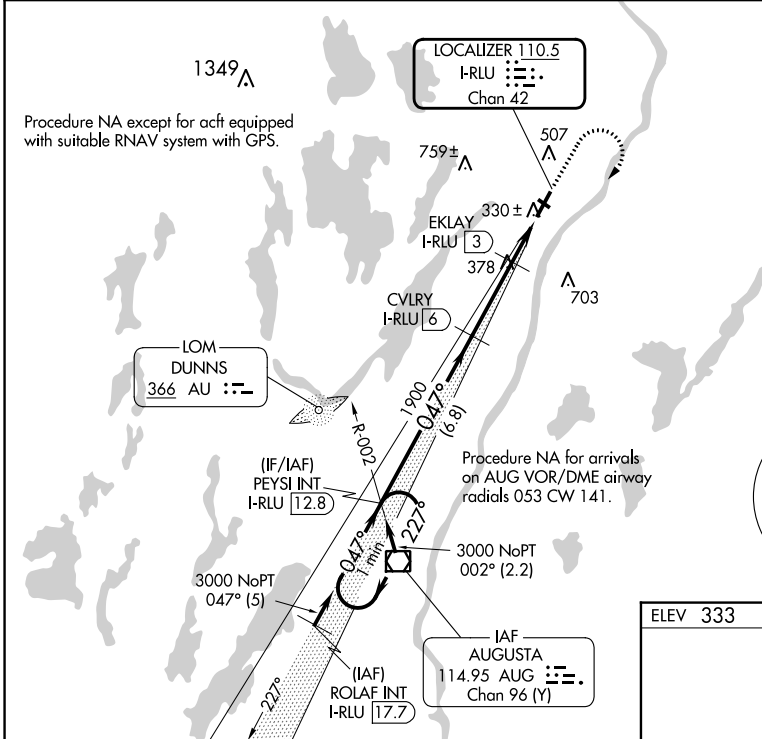 LOCALIZER 110.5
I-RLU
Chan 42
1349
Procedure NA except for acft equipped
with suitable RNAV system with GPS.
507
759±
330±
EKLAY
I-RLU 3
378
703
CVLRY
I-RLU 6
LOM
DUNNS
366 AU
1900
047°
(6.8)
R-002
(IF/IAF)
PEYSI INT
I-RLU 12.8
Procedure NA for arrivals
on AUG VOR/DME airway
radials 053 CW 141.
047°
1 min
227°
3000 NoPT
002° (2.2)
3000 NoPT
047° (5)
(IAF)
ROLAF INT
I-RLU 17.7
227°
IAF
AUGUSTA
114.95 AUG
Chan 96 (Y)
ELEV 333